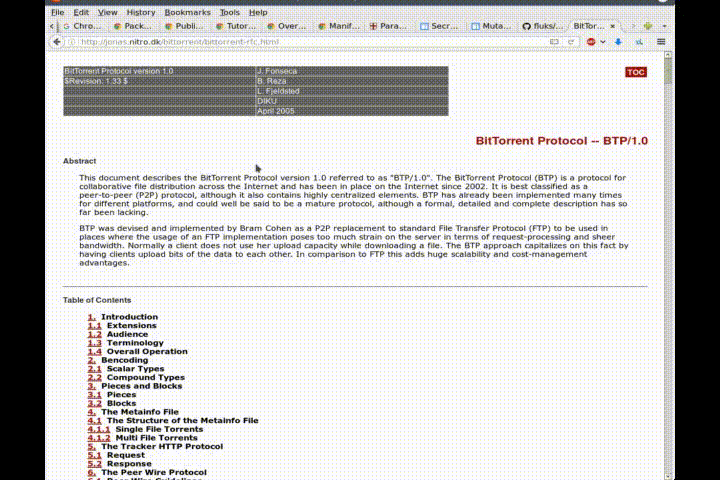 File Edit View History Bookmarks Tools Help
G Chro... Pack... Publi... Tutor... Over... Manif... Para... Secr... Muta... fluks/... BitTor...
http://jonas.nitro.dk/bittorrent/bittorrent-rfc.html
BitTorrent Protocol version 1.0 J. Fonseca
$Revision: 1.33 $ B. Reza
L. Fjeldsted
DIKU
April 2005
TOC
BitTorrent Protocol -- BTP/1.0
Abstract
This document describes the BitTorrent Protocol version 1.0 referred to as "BTP/1.0". The BitTorrent Protocol (BTP) is a protocol for
collaborative file distribution across the Internet and has been in place on the Internet since 2002. It is best classified as a
peer-to-peer (P2P) protocol, although it also contains highly centralized elements. BTP has already been implemented many times
for different platforms, and could well be said to be a mature protocol, although a formal, detailed and complete description has so
far been lacking.
BTP was devised and implemented by Bram Cohen as a P2P replacement to standard File Transfer Protocol (FTP) to be used in
places where the usage of an FTP implementation poses too much strain on the server in terms of request-processing and sheer
bandwidth. Normally a client does not use her upload capacity while downloading a file. The BTP approach capitalizes on this fact by
having clients upload bits of the data to each other. In comparison to FTP this adds huge scalability and cost-management
advantages.
Table of Contents
1. Introduction
1.1 Extensions
1.2 Audience
1.3 Terminology
1.4 Overall Operation
2. Bencoding
2.1 Scalar Types
2.2 Compound Types
3. Pieces and Blocks
3.1 Pieces
3.2 Blocks
4. The Metainfo File
4.1 The Structure of the Metainfo File
4.1.1 Single File Torrents
4.1.2 Multi File Torrents
5. The Tracker HTTP Protocol
5.1 Request
5.2 Response
6. The Peer Wire Protocol
6.1 Peer Wire Guidelines